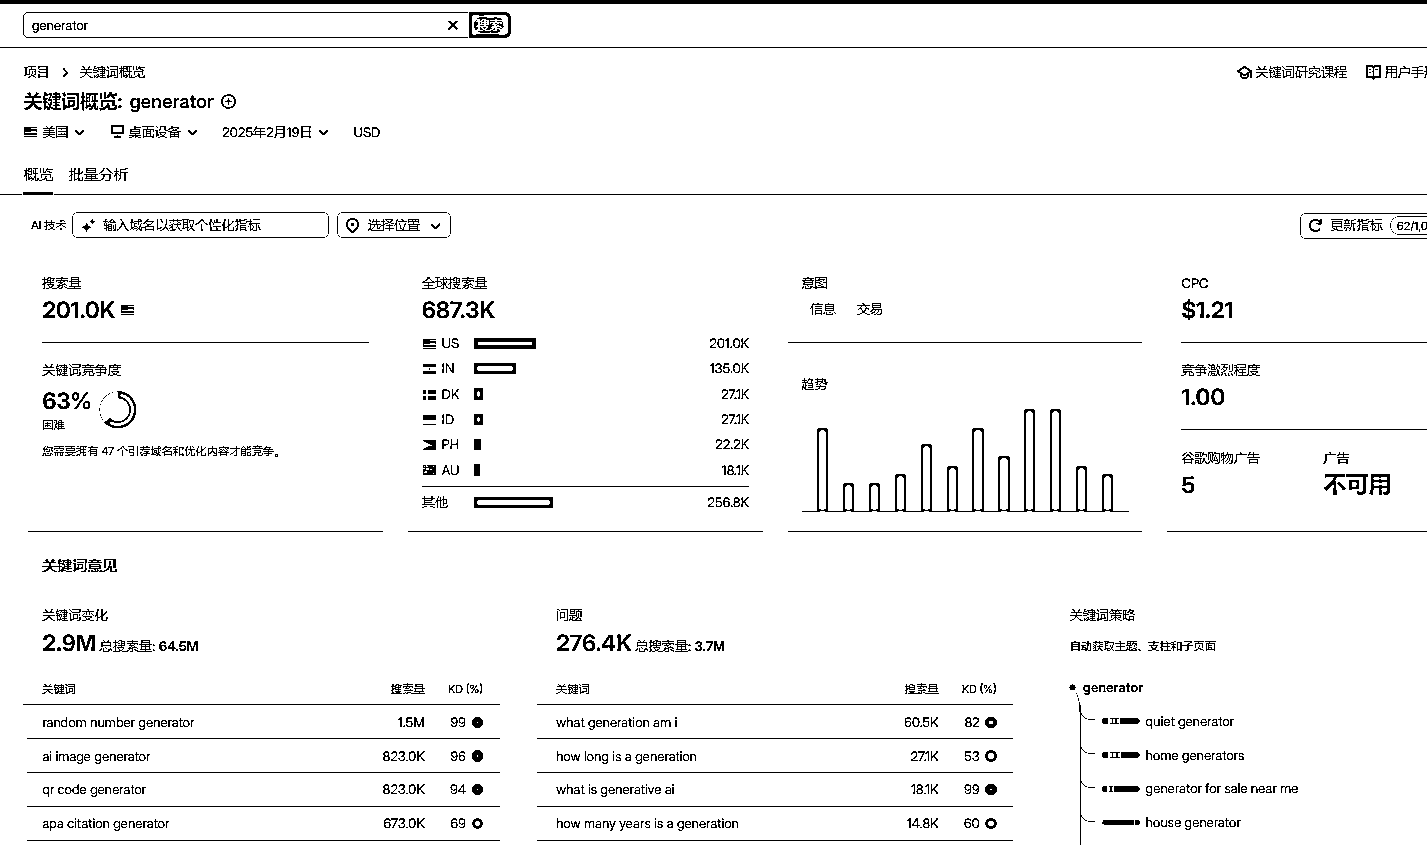 generator
搜索
项目 > 关键词概览
关键词研究课程
用户手
关键词概览: generator
美国
桌面设备
2025年2月19日
USD
概览
批量分析
AI 技术
输入域名以获取个性化指标
选择位置
更新指标
62/1,0
搜索量
201.0K
关键词竞争度
63%
困难
您需要拥有 47 个引荐域名和优化内容才能竞争。
全球搜索量
687.3K
US 201.0K
IN 135.0K
DK 27.1K
ID 27.1K
PH 22.2K
AU 18.1K
其他 256.8K
意图
信息 交易
趋势
CPC
$1.21
竞争激烈程度
1.00
谷歌购物广告
5
广告
不可用
关键词意见
关键词变化
2.9M 总搜索量: 64.5M
关键词 搜索量 KD (%)
random number generator 1.5M 99
ai image generator 823.0K 96
qr code generator 823.0K 94
apa citation generator 673.0K 69
问题
276.4K 总搜索量: 3.7M
关键词 搜索量 KD (%)
what generation am i 60.5K 82
how long is a generation 27.1K 53
what is generative ai 18.1K 99
how many years is a generation 14.8K 60
关键词策略
自动获取主题、支柱和子页面
generator
quiet generator
home generators
generator for sale near me
house generator